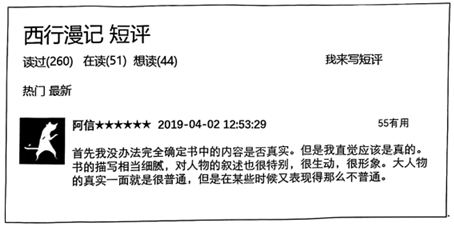 西行漫记 短评
读过(260) 在读(51) 想读(44) 我来写短评
热门 最新
阿信★★★★★★ 2019-04-02 12:53:29 55有用
首先我没办法完全确定书中的内容是否真实。但是我直觉应该是真的。
书的描写相当细腻，对人物的叙述也很特别，很生动，很形象。大人物
的真实一面就是很普通，但是在某些时候又表现得那么不普通。